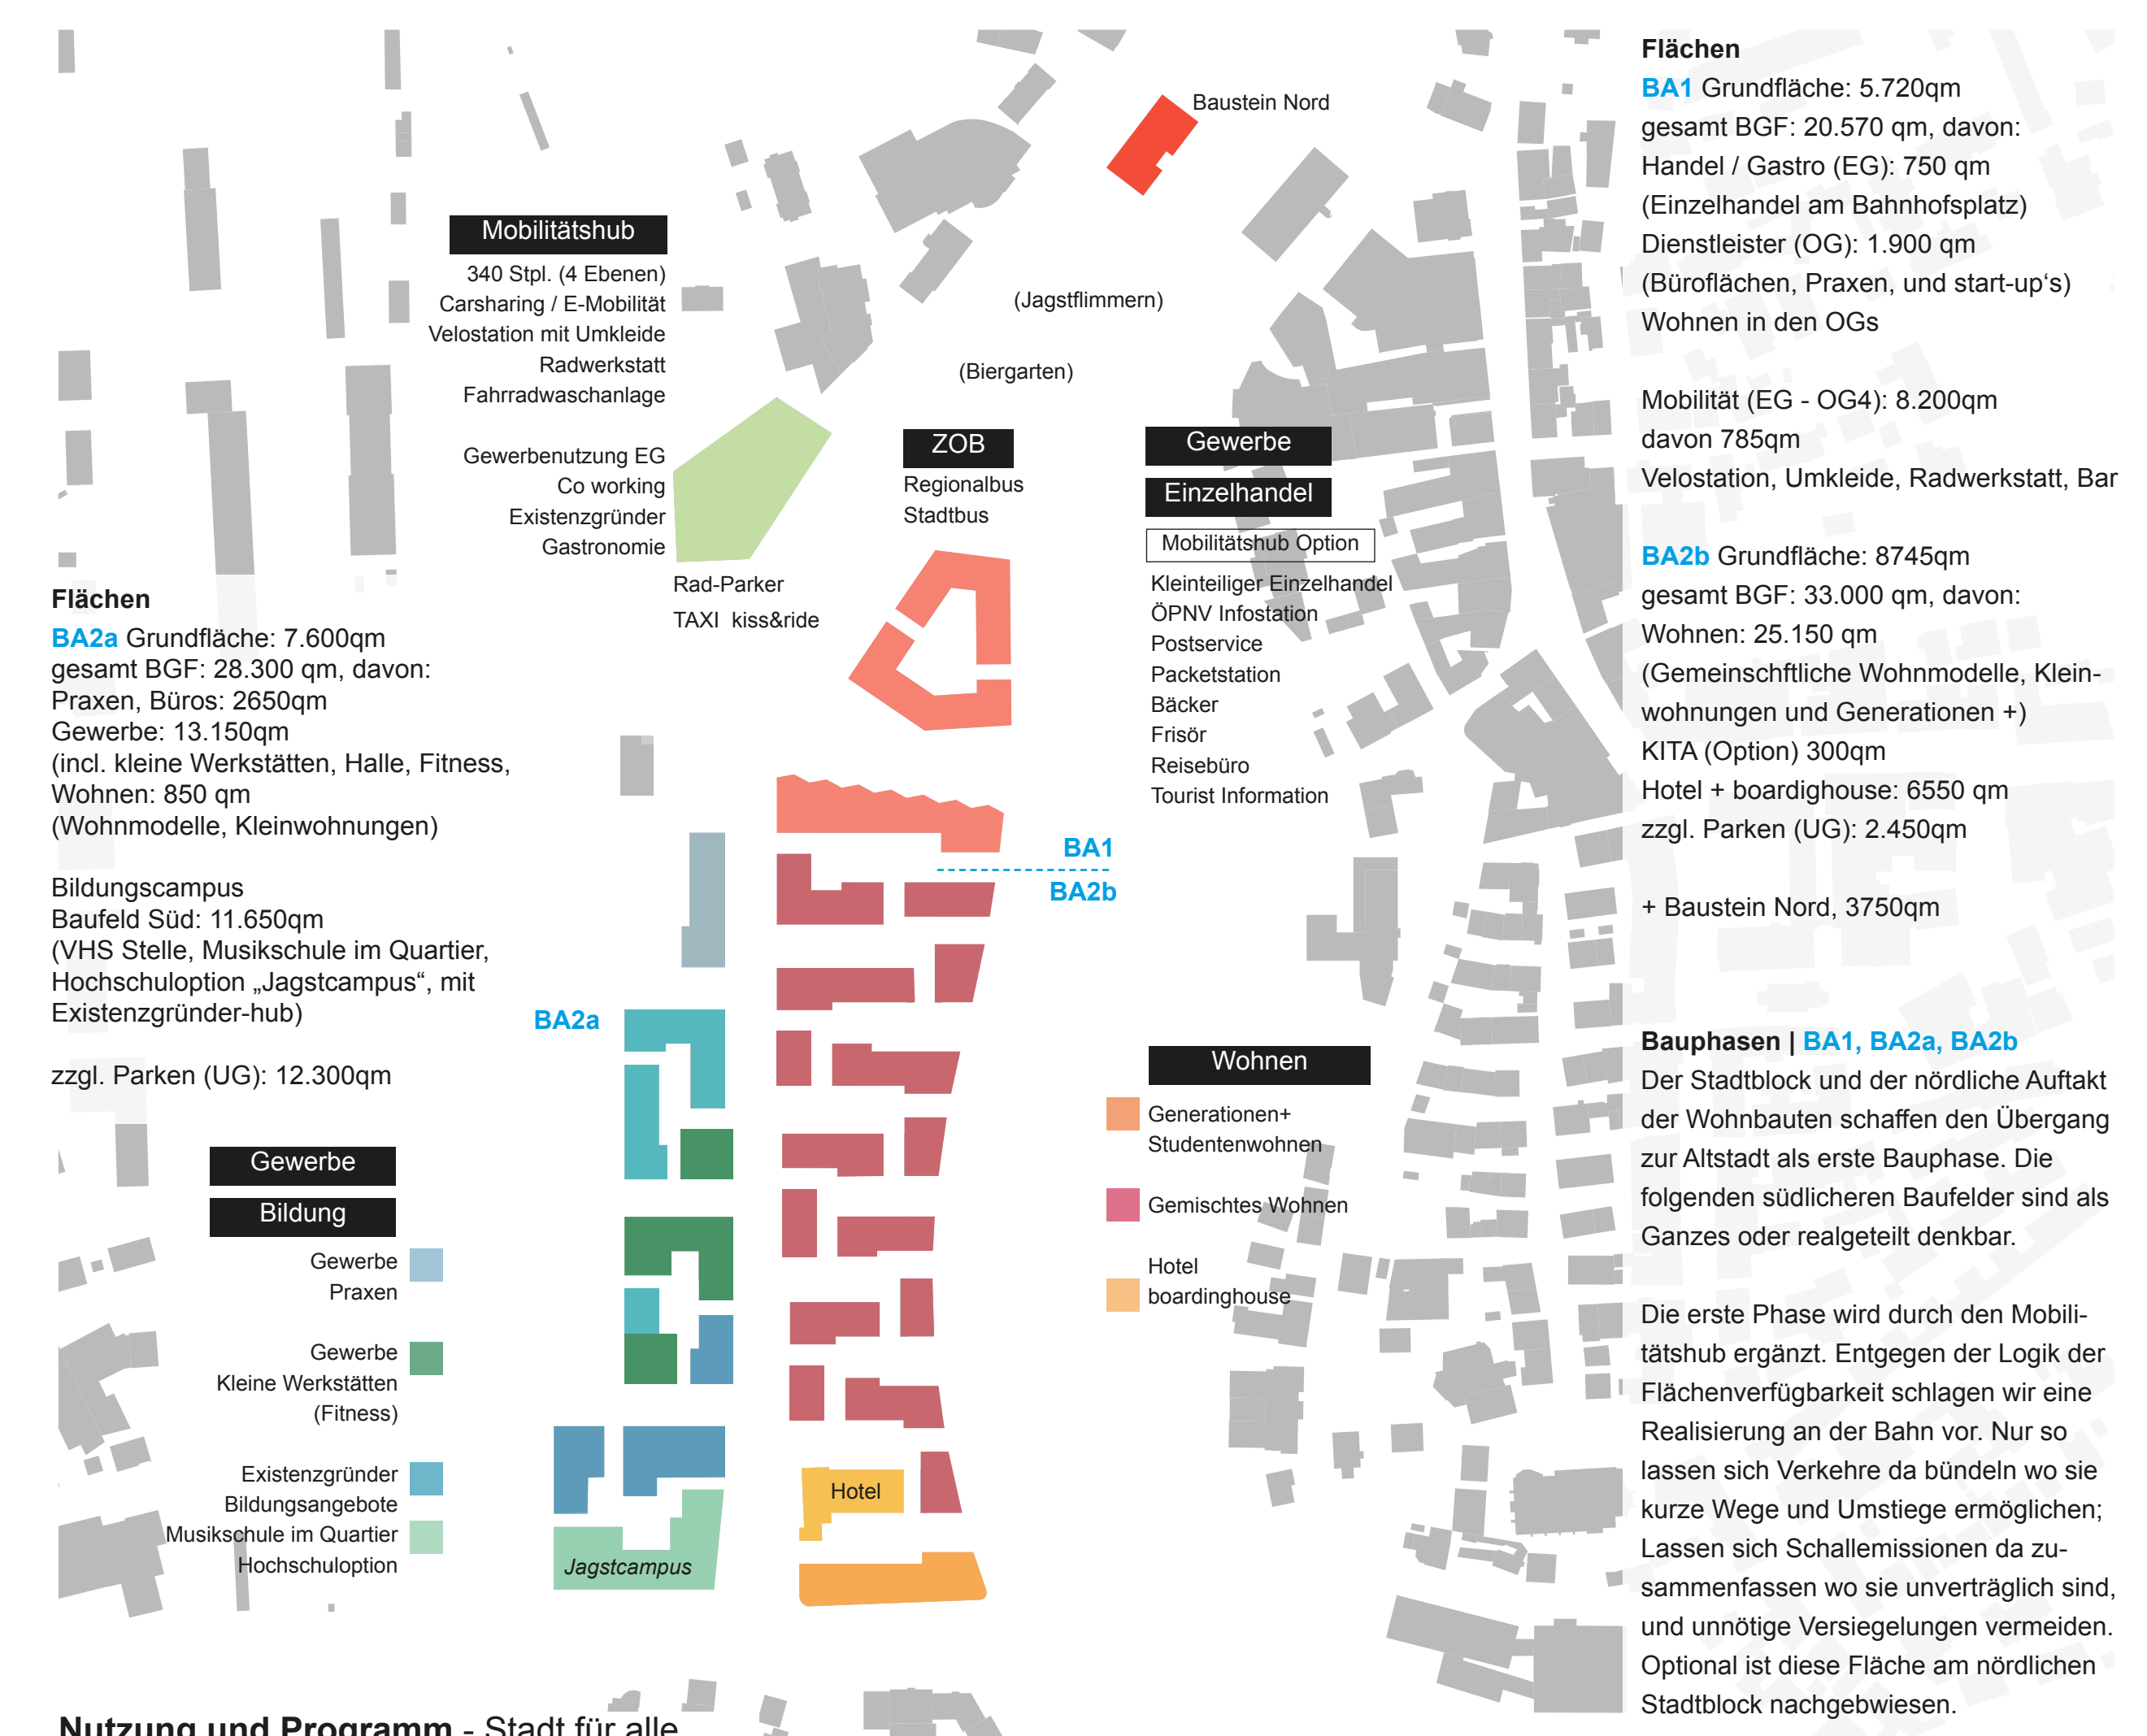 Baustein Nord
Mobilitätshub
340 Stpl. (4 Ebenen)
Carsharing / E-Mobilität
Velostation mit Umkleide
Radwerkstatt
Fahrradwaschanlage
Gewerbenutzung EG
Co working
Existenzgründer
Gastronomie
(Jagstflimmern)
(Biergarten)
ZOB
Regionalbus
Stadtbus
Rad-Parker
TAXI kiss&ride
Gewerbe
Einzelhandel
Mobilitätshub Option
Kleinteiliger Einzelhandel
ÖPNV Infostation
Postservice
Packetstation
Bäcker
Frisör
Reisebüro
Tourist Information
Flächen
BA2a Grundfläche: 7.600qm
gesamt BGF: 28.300 qm, davon:
Praxen, Büros: 2650qm
Gewerbe: 13.150qm
(incl. kleine Werkstätten, Halle, Fitness,
Wohnen: 850 qm
(Wohnmodelle, Kleinwohnungen)
Bildungscampus
Baufeld Süd: 11.650qm
(VHS Stelle, Musikschule im Quartier,
Hochschuloption „Jagstcampus“, mit
Existenzgründer-hub)
zzgl. Parken (UG): 12.300qm
BA1
BA2b
BA2a
Gewerbe
Bildung
Gewerbe
Praxen
Gewerbe
Kleine Werkstätten
(Fitness)
Existenzgründer
Bildungsangebote
Musikschule im Quartier
Hochschuloption
Wohnen
Generationen+
Studentenwohnen
Gemischtes Wohnen
Hotel
boardinghouse
Hotel
Jagstcampus
Flächen
BA1 Grundfläche: 5.720qm
gesamt BGF: 20.570 qm, davon:
Handel / Gastro (EG): 750 qm
(Einzelhandel am Bahnhofsplatz)
Dienstleister (OG): 1.900 qm
(Büroflächen, Praxen, und start-up‘s)
Wohnen in den OGs
Mobilität (EG - OG4): 8.200qm
davon 785qm
Velostation, Umkleide, Radwerkstatt, Bar
BA2b Grundfläche: 8745qm
gesamt BGF: 33.000 qm, davon:
Wohnen: 25.150 qm
(Gemeinschftliche Wohnmodelle, Klein-
wohnungen und Generationen +)
KITA (Option) 300qm
Hotel + boardighouse: 6550 qm
zzgl. Parken (UG): 2.450qm
+ Baustein Nord, 3750qm
Bauphasen | BA1, BA2a, BA2b
Der Stadtblock und der nördliche Auftakt
der Wohnbauten schaffen den Übergang
zur Altstadt als erste Bauphase. Die
folgenden südlicheren Baufelder sind als
Ganzes oder realgeteilt denkbar.
Die erste Phase wird durch den Mobili-
tätshub ergänzt. Entgegen der Logik der
Flächenverfügbarkeit schlagen wir eine
Realisierung an der Bahn vor. Nur so
lassen sich Verkehre da bündeln wo sie
kurze Wege und Umstiege ermöglichen;
Lassen sich Schallemissionen da zu-
sammenfassen wo sie unverträglich sind,
und unnötige Versiegelungen vermeiden.
Optional ist diese Fläche am nördlichen
Stadtblock nachgebwiesen.
Nutzung und Programm - Stadt für alle